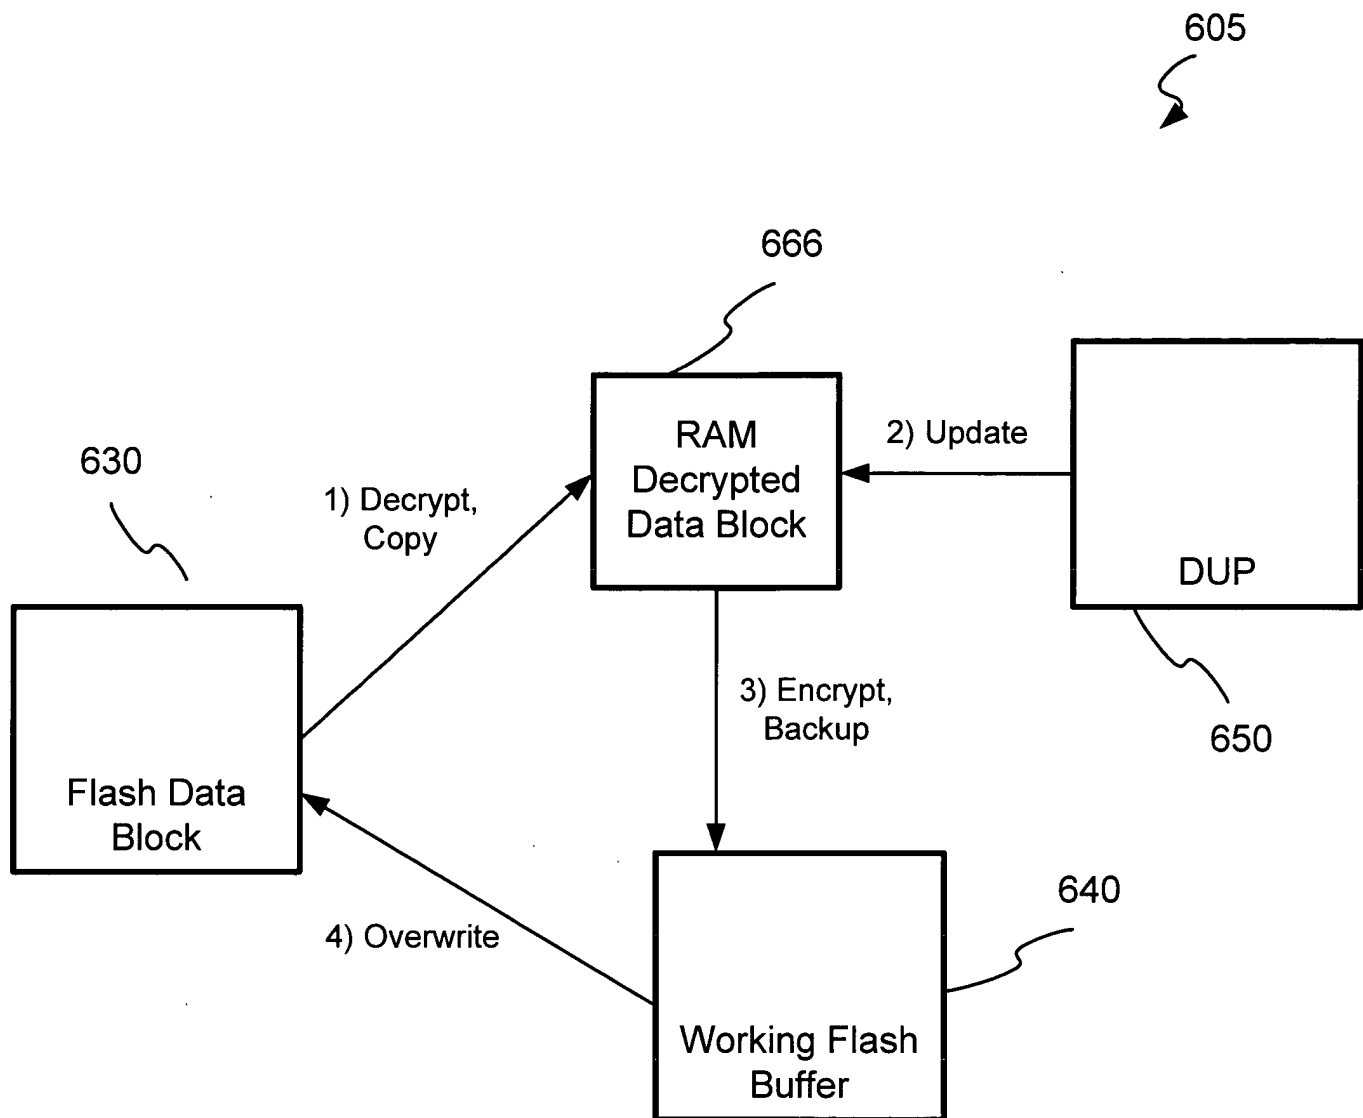 605
666
RAM
Decrypted
Data Block
2) Update
DUP
630
1) Decrypt,
Copy
3) Encrypt,
Backup
650
Flash Data
Block
640
4) Overwrite
Working Flash
Buffer